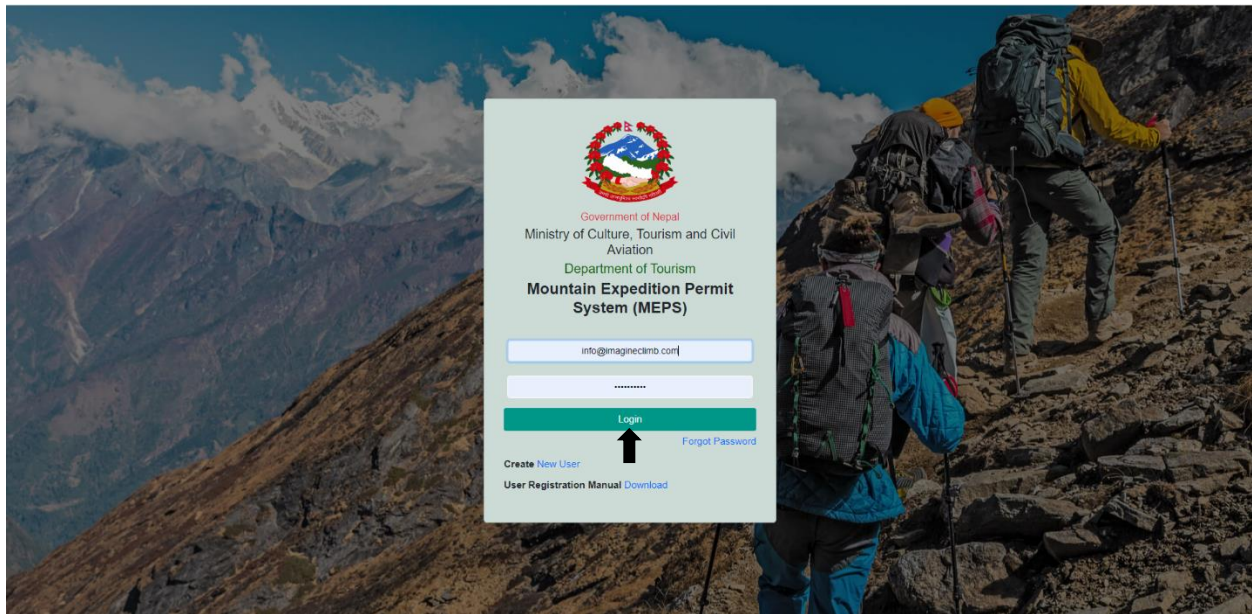 Government of Nepal
Ministry of Culture, Tourism and Civil
Aviation
Department of Tourism
Mountain Expedition Permit
System (MEPS)
info@imagineclimb.com
Login
Forgot Password
Create New User
User Registration Manual Download